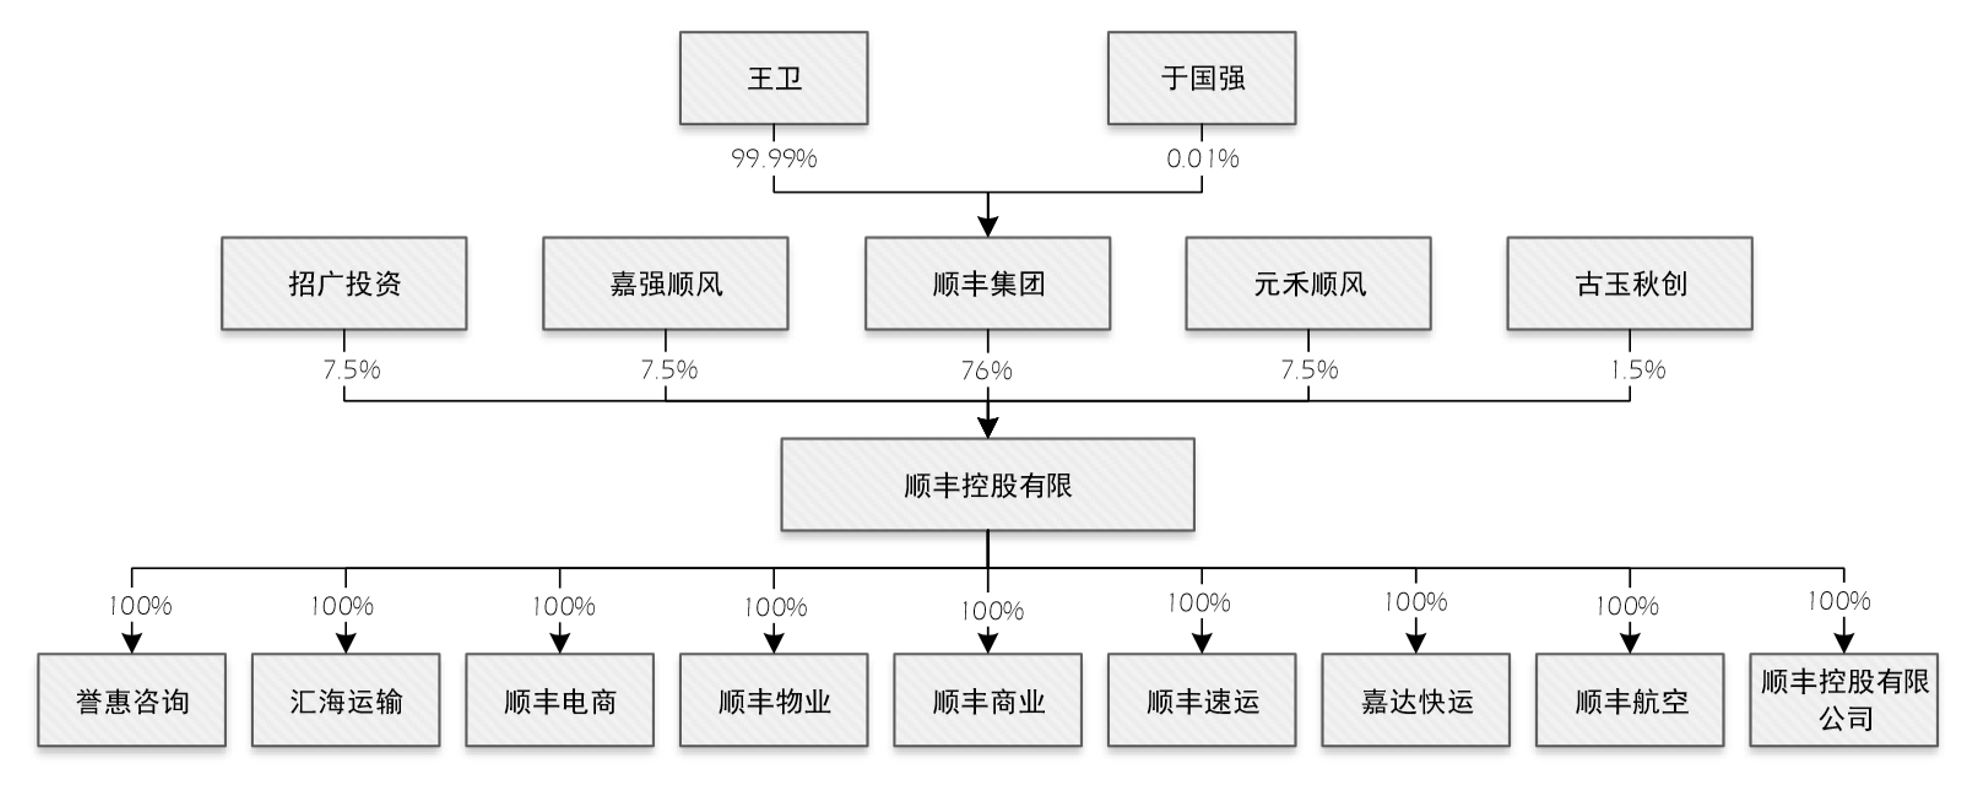 王卫
于国强
99.99%
0.01%
招广投资
嘉强顺风
顺丰集团
元禾顺风
古玉秋创
7.5%
7.5%
76%
7.5%
1.5%
顺丰控股有限
100%
100%
100%
100%
100%
100%
100%
100%
100%
誉惠咨询
汇海运输
顺丰电商
顺丰物业
顺丰商业
顺丰速运
嘉达快运
顺丰航空
顺丰控股有限
公司